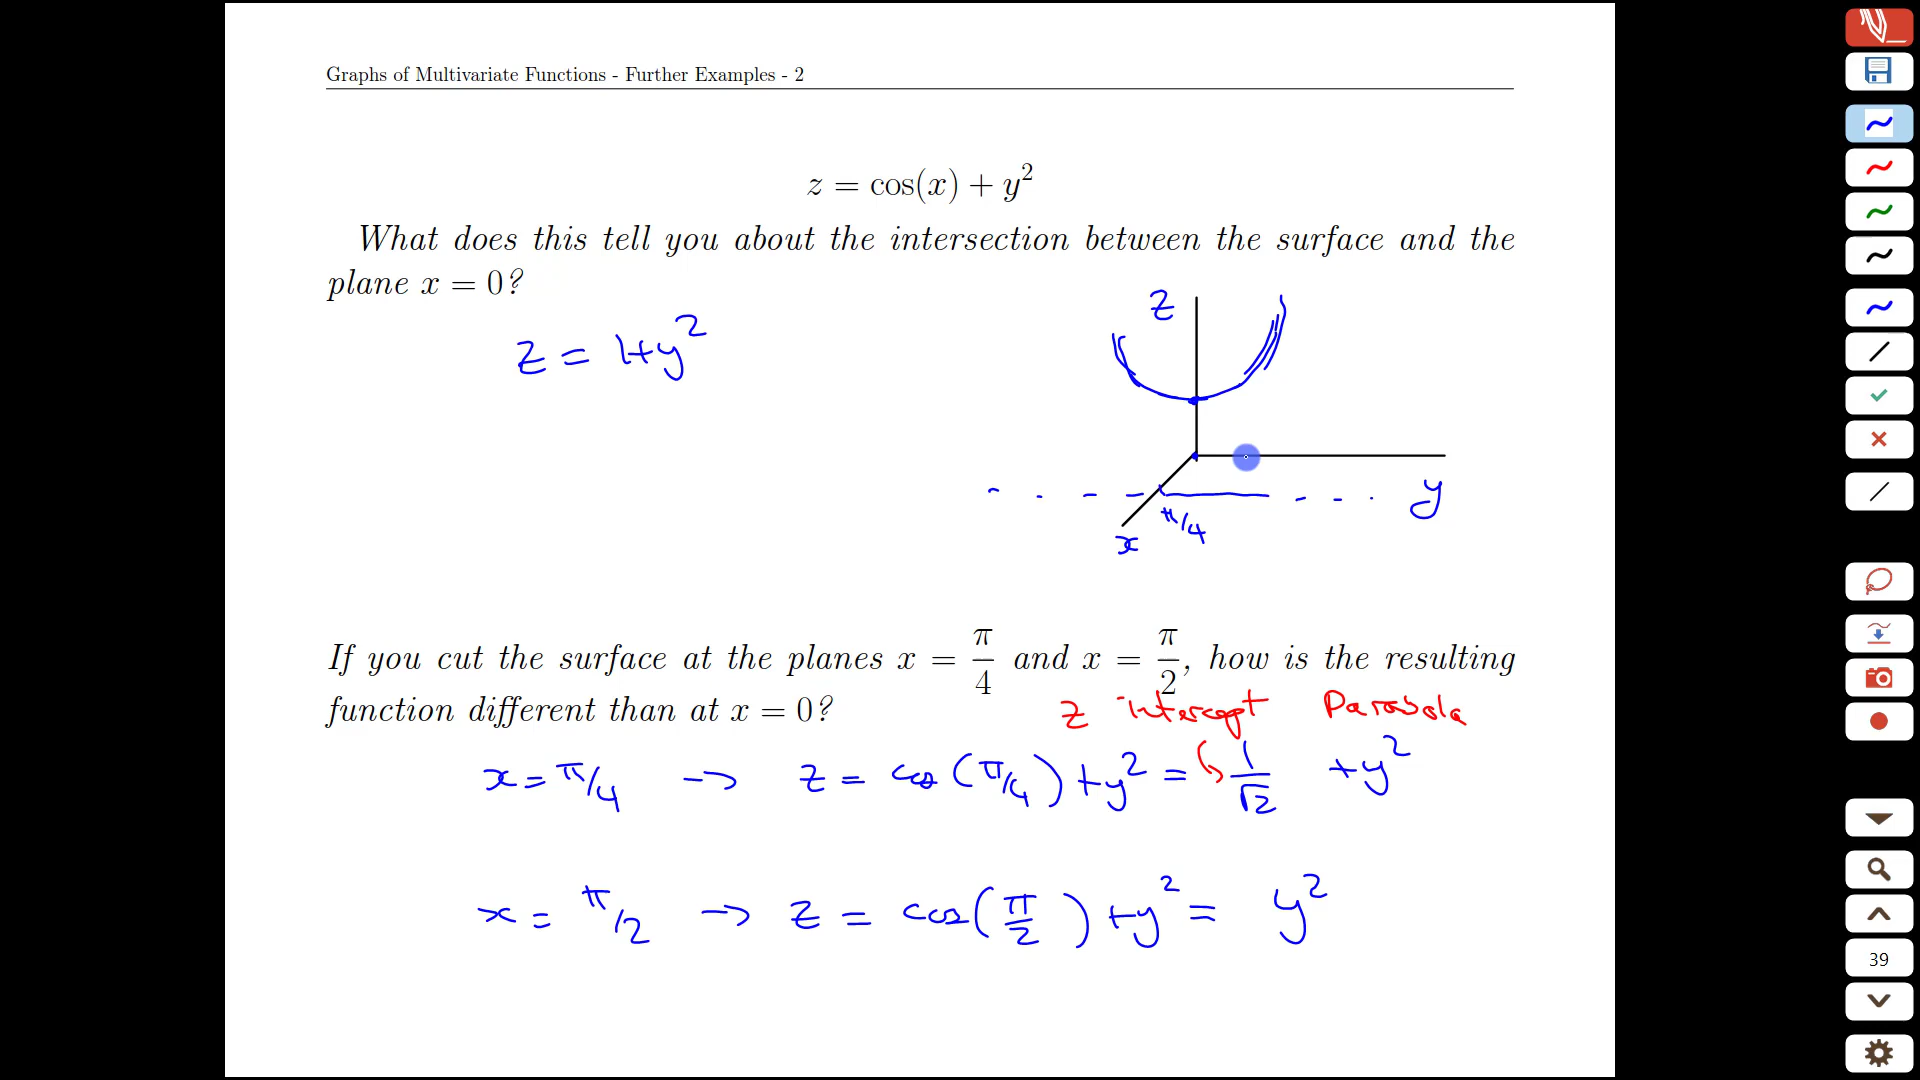 Graphs of Multivariate Functions - Further Examples - 2
z = cos(x) + y²
What does this tell you about the intersection between the surface and the
plane x = 0?
z = 1+y²
z
y
π/4
x
If you cut the surface at the planes x = π/4 and x = π/2, how is the resulting
function different than at x = 0?
z intercept Parabola
x = π/4 → z = cos(π/4) + y² = 1/√2 + y²
x = π/2 → z = cos(π/2) + y² = y²
39